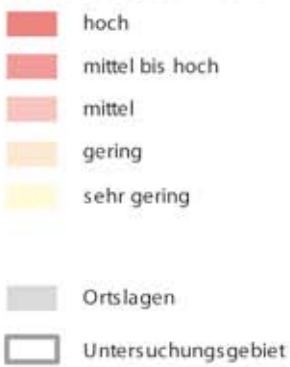 hoch
mittel bis hoch
mittel
gering
sehr gering
Ortslagen
Untersuchungsgebiet